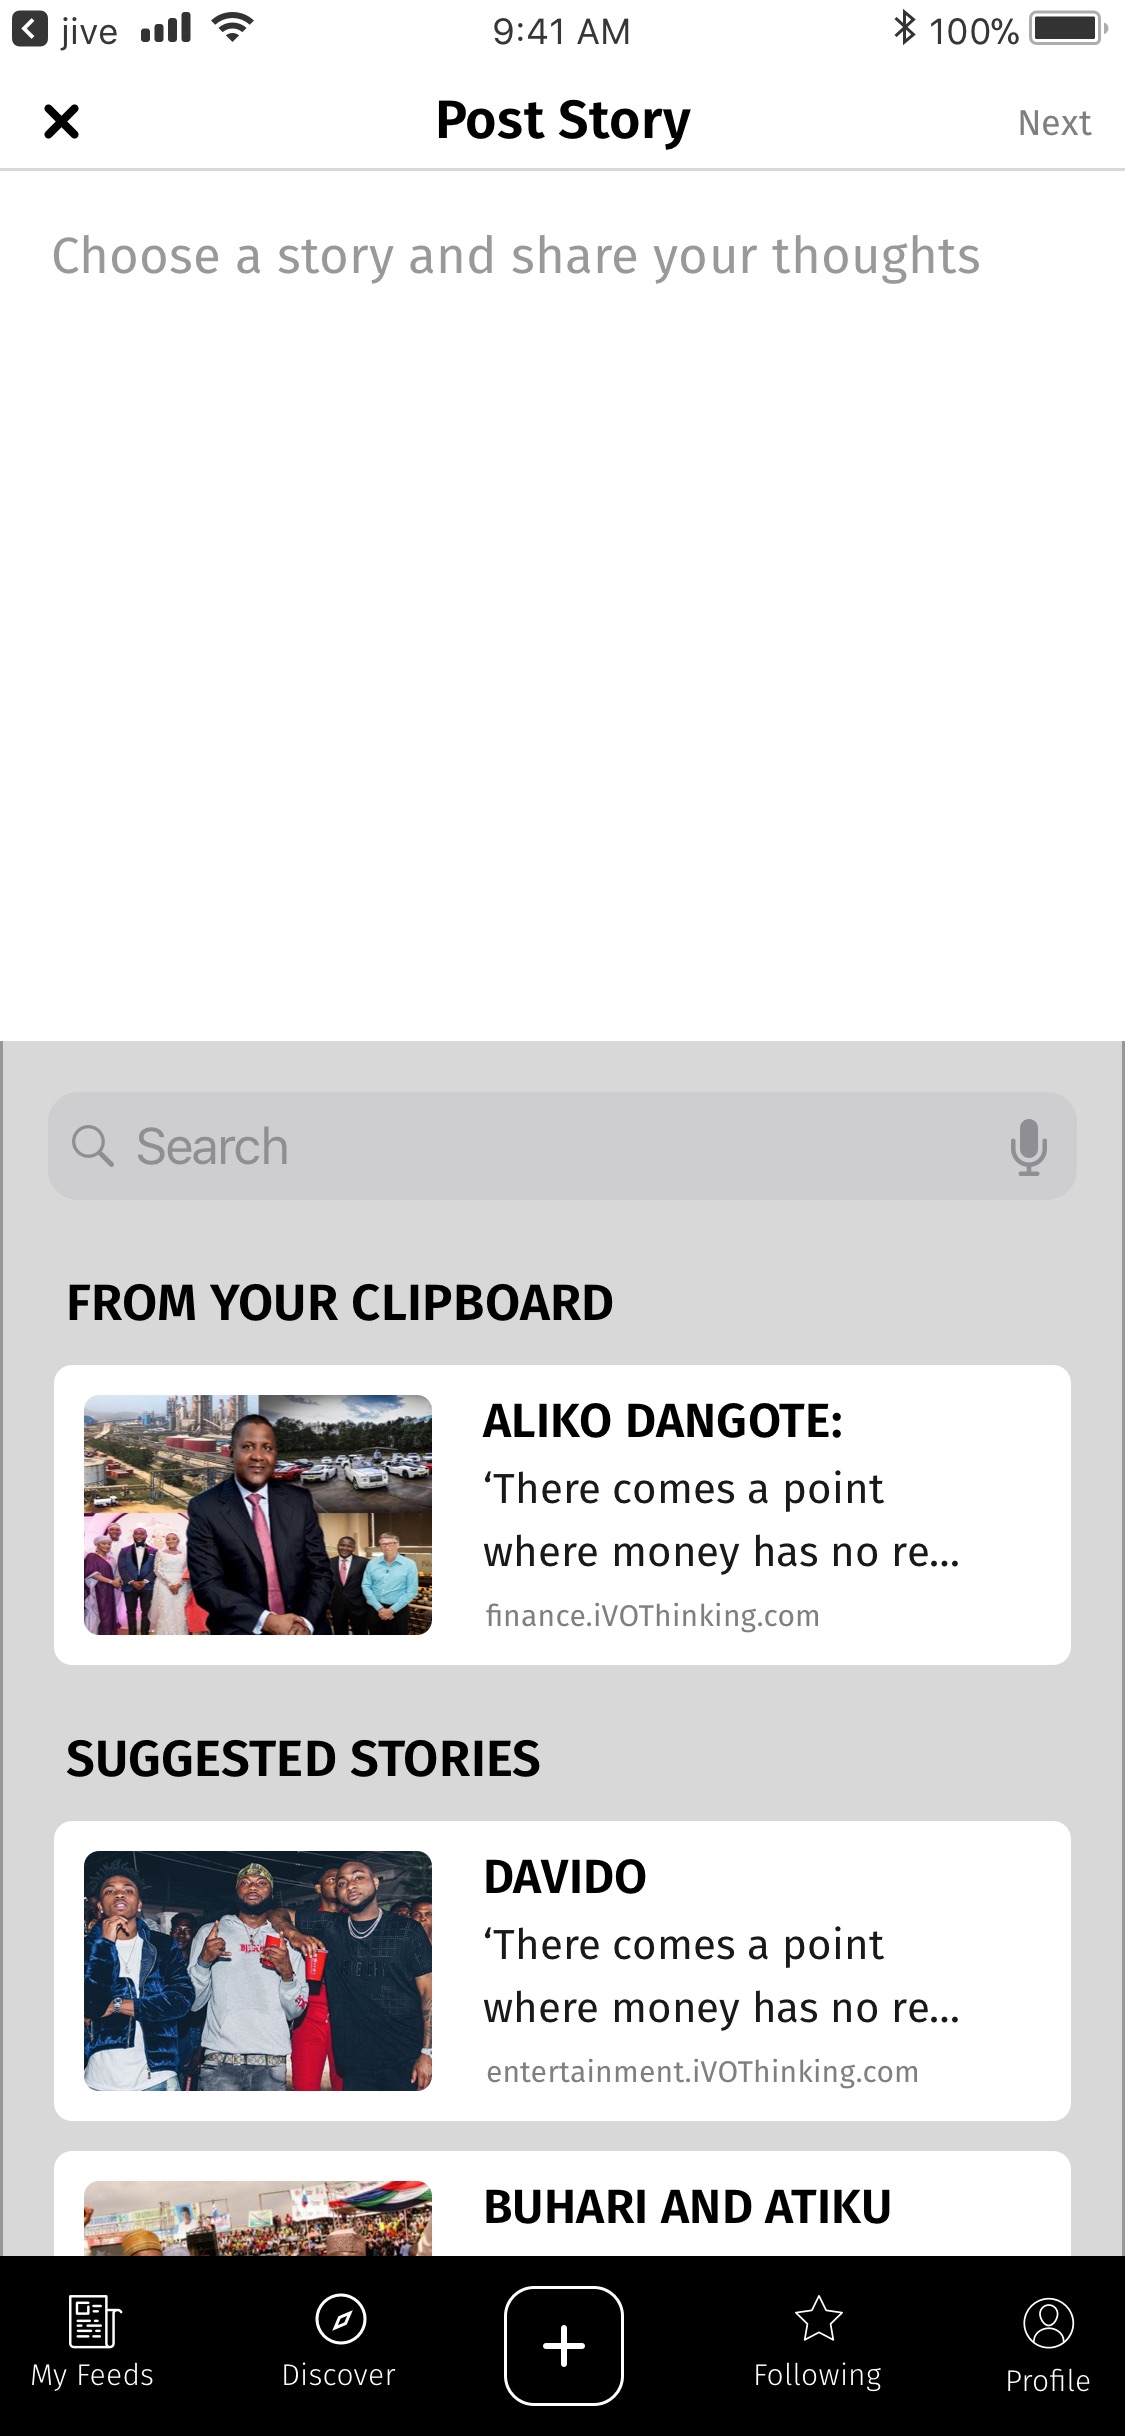 jive
9:41 AM
100%
Post Story
Next
Choose a story and share your thoughts
Search
FROM YOUR CLIPBOARD
ALIKO DANGOTE:
‘There comes a point
where money has no re...
finance.iVOThinking.com
SUGGESTED STORIES
DAVIDO
‘There comes a point
where money has no re...
entertainment.iVOThinking.com
BUHARI AND ATIKU
My Feeds
Discover
Following
Profile